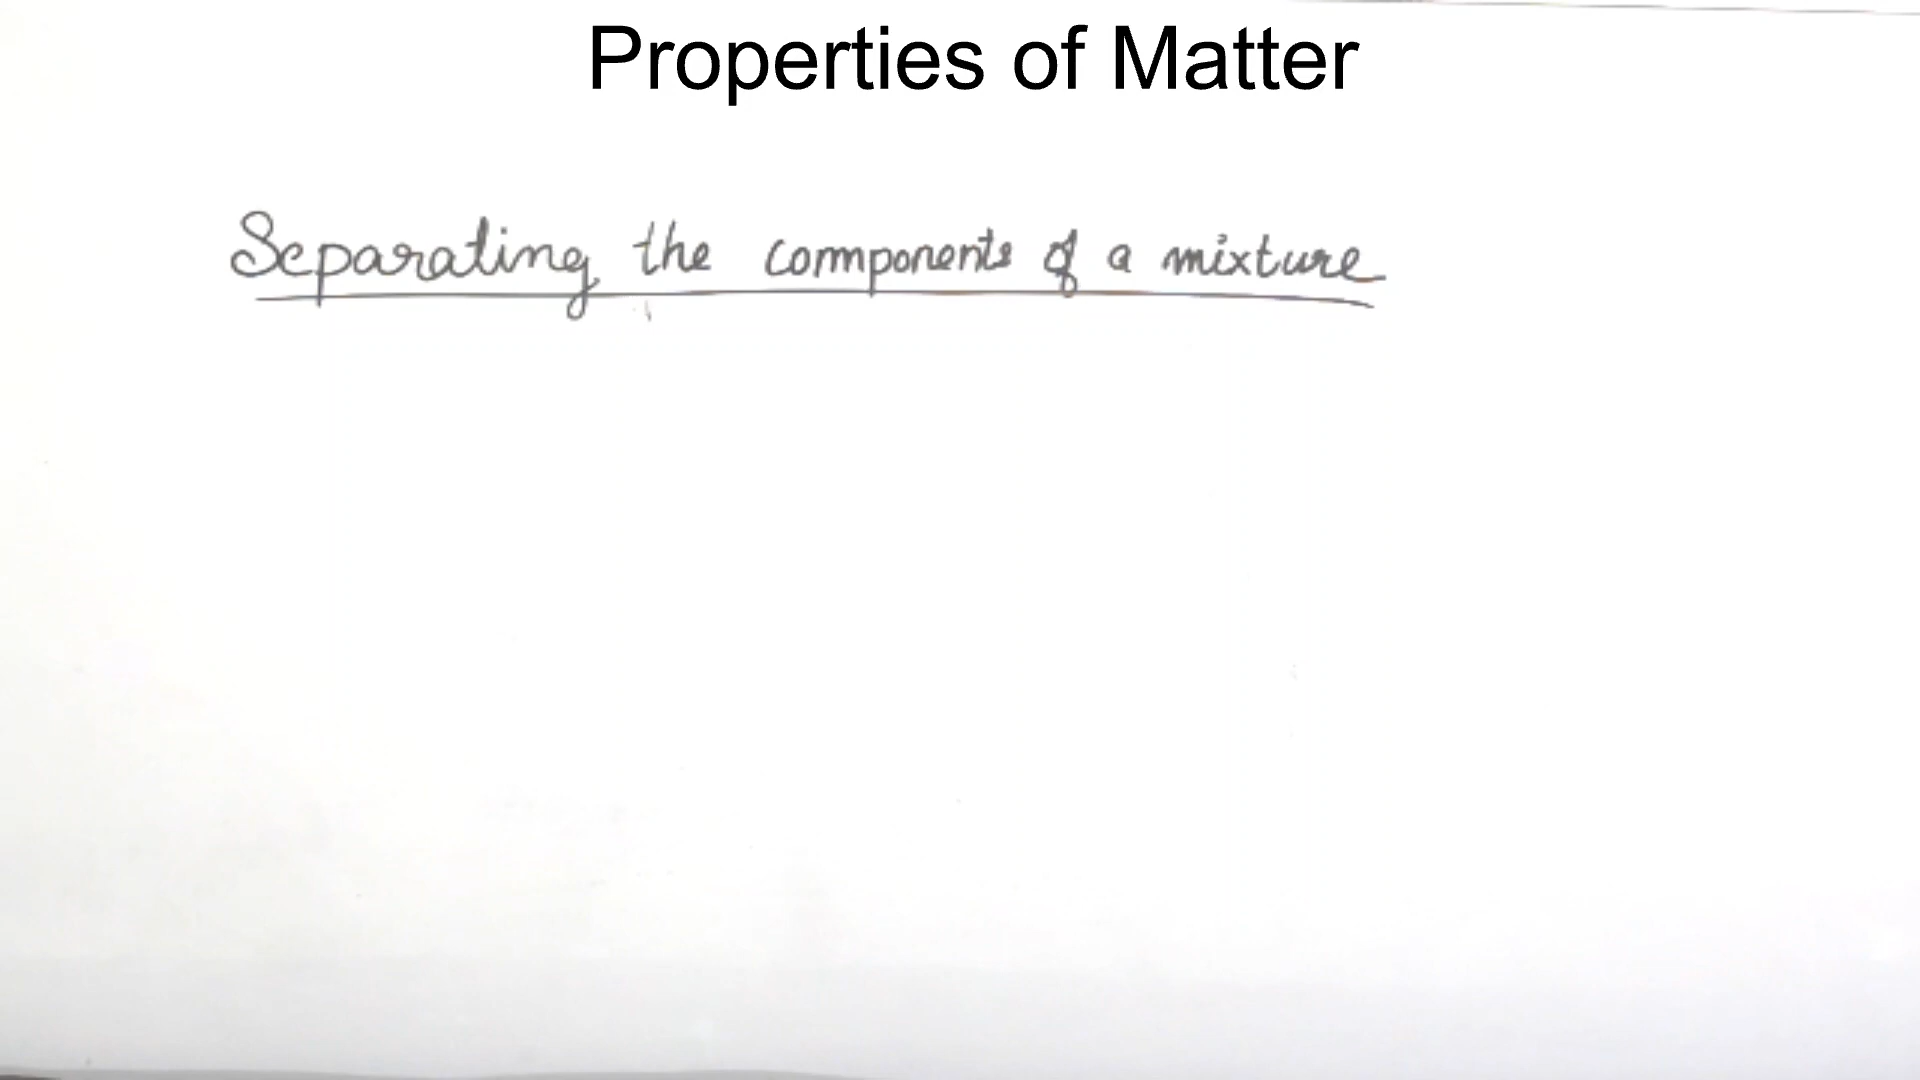 Properties of Matter
Separating the components of a mixture